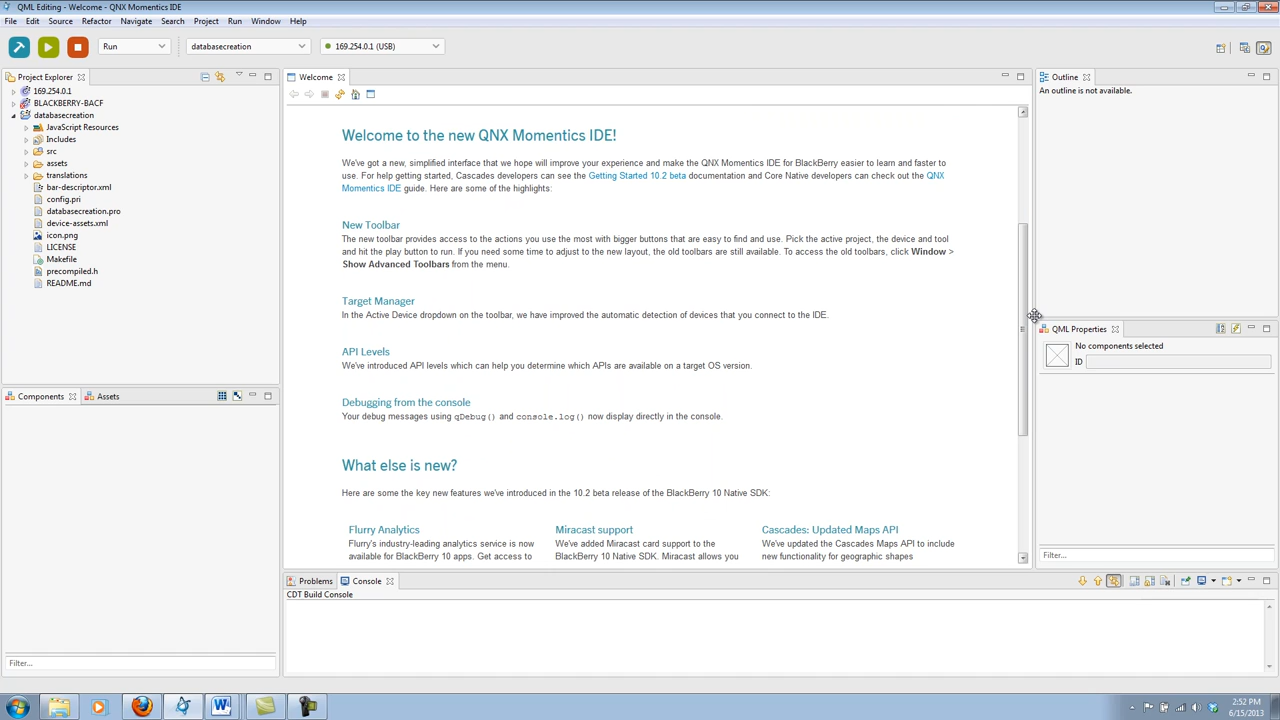 QML Editing - Welcome - QNX Momentics IDE
File Edit Source Refactor Navigate Search Project Run Window Help
Run databasecreation 169.254.0.1 (USB)
Project Explorer
169.254.0.1
BLACKBERRY-BACF
databasecreation
JavaScript Resources
Includes
src
assets
translations
bar-descriptor.xml
config.pri
databasecreation.pro
device-assets.xml
icon.png
LICENSE
Makefile
precompiled.h
README.md
Components Assets
Filter...
Welcome
Welcome to the new QNX Momentics IDE!
We've got a new, simplified interface that we hope will improve your experience and make the QNX Momentics IDE for BlackBerry easier to learn and faster to
use. For help getting started, Cascades developers can see the Getting Started 10.2 beta documentation and Core Native developers can check out the QNX
Momentics IDE guide. Here are some of the highlights:
New Toolbar
The new toolbar provides access to the actions you use the most with bigger buttons that are easy to find and use. Pick the active project, the device and tool
and hit the play button to run. If you need some time to adjust to the new layout, the old toolbars are still available. To access the old toolbars, click Window >
Show Advanced Toolbars from the menu.
Target Manager
In the Active Device dropdown on the toolbar, we have improved the automatic detection of devices that you connect to the IDE.
API Levels
We've introduced API levels which can help you determine which APIs are available on a target OS version.
Debugging from the console
Your debug messages using qDebug() and console.log() now display directly in the console.
What else is new?
Here are some the key new features we've introduced in the 10.2 beta release of the BlackBerry 10 Native SDK:
Flurry Analytics
Flurry's industry-leading analytics service is now
available for BlackBerry 10 apps. Get access to
Miracast support
We've added Miracast card support to the
BlackBerry 10 Native SDK. Miracast allows you
Cascades: Updated Maps API
We've updated the Cascades Maps API to include
new functionality for geographic shapes
Outline
An outline is not available.
QML Properties
No components selected
ID
Filter...
Problems Console
CDT Build Console
2:52 PM
6/15/2013